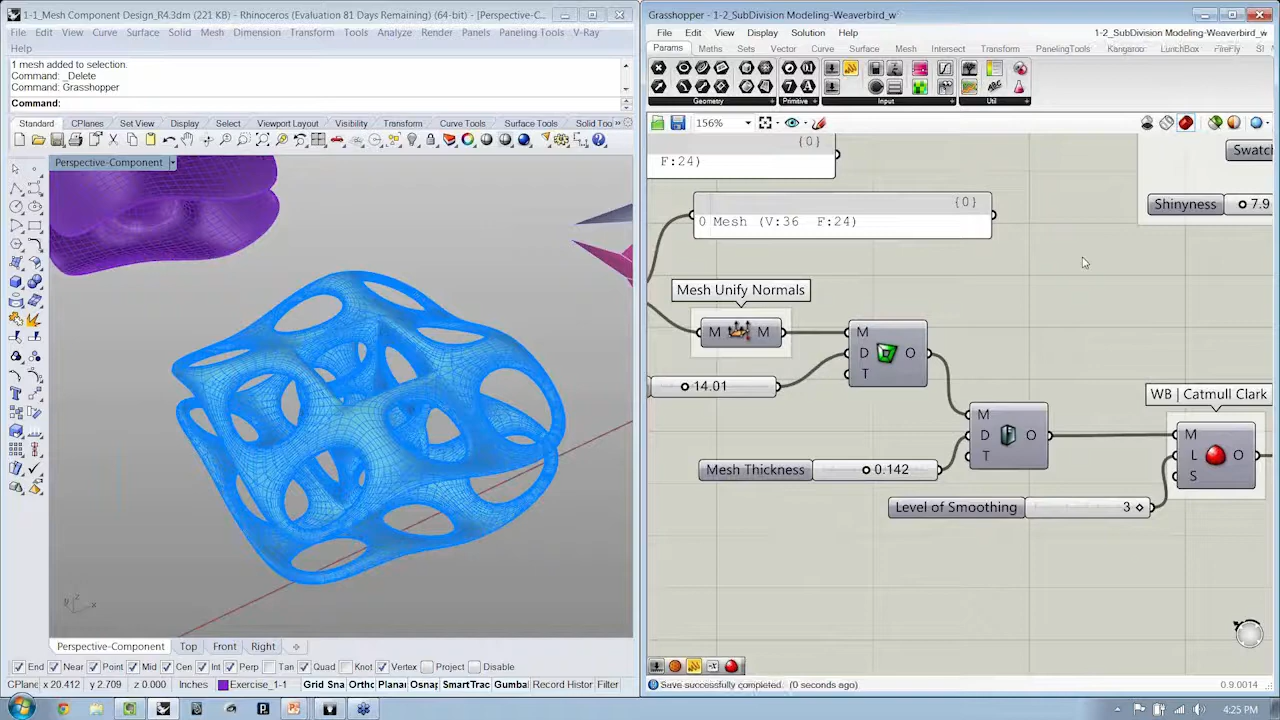 1-1_Mesh Component Design_R4.3dm (221 KB) - Rhinoceros (Evaluation 81 Days Remaining) (64-bit) - [Perspective-C...
File Edit View Curve Surface Solid Mesh Dimension Transform Tools Analyze Render Panels Paneling Tools V-Ray
Help
1 mesh added to selection.
Command: _Delete
Command: Grasshopper
Command:
Standard CPlanes Set View Display Select Viewport Layout Visibility Transform Curve Tools Surface Tools Solid Too
Perspective-Component
Perspective-Component Top Front Right
End Near Point Mid Cen Int Perp Tan Quad Knot Vertex Project Disable
CPlane x 20.412 y 2.709 z 0.000 Inches Exercise_1-1 Grid Sna Ortho Planar Osnap SmartTrac Gumba Record Histor Filter
Grasshopper - 1-2_SubDivision Modeling-Weaverbird_w
File Edit View Display Solution Help 1-2_SubDivision Modeling-Weaverbird_w
Params Maths Sets Vector Curve Surface Mesh Intersect Transform PanelingTools Kangaroo LunchBox FireFly
Geometry Primitive Input Util
156%
{0}
F:24)
Swatc
{0}
0 Mesh (V:36 F:24)
Shinyness 7.9
Mesh Unify Normals
M M
M
D O
T
14.01
WB | Catmull Clark
M
D O
T
M
L O
S
Mesh Thickness 0.142
Level of Smoothing 3
Save successfully completed. (0 seconds ago) 0.9.0014
4:25 PM